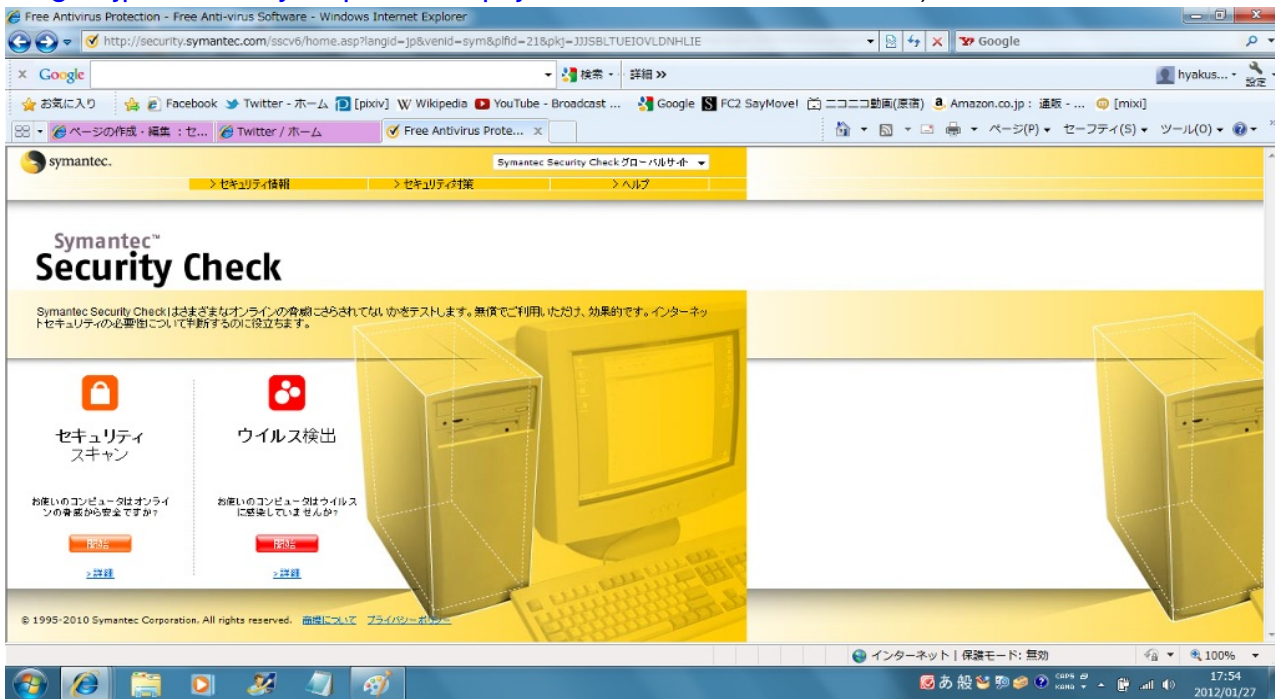 Free Antivirus Protection - Free Anti-virus Software - Windows Internet Explorer
http://security.symantec.com/sscv6/home.asp?langid=jp&venid=sym&plfid=21&pkj=JJJSBLTUEIOVLDNHLIE
Google
Google 検索 詳細 »
hyakus... 設定
お気に入り Facebook Twitter - ホーム [pixiv] Wikipedia YouTube - Broadcast ... Google FC2 SayMove! ニコニコ動画(原宿) Amazon.co.jp: 通販 - ... [mixi]
ページの作成・編集 : セ... Twitter / ホーム Free Antivirus Prote... x
ページ(P) セーフティ(S) ツール(O)
symantec.
Symantec Security Check グローバルサイト
> セキュリティ情報 > セキュリティ対策 > ヘルプ
Symantec™
Security Check
Symantec Security Checkはさまざまなオンラインの脅威にさらされてないかをテストします。無償でご利用いただけ、効果的です。インターネッ
トセキュリティの必要性について判断するのに役立ちます。
セキュリティ
スキャン
ウイルス検出
お使いのコンピュータはオンライ
ンの脅威から安全ですか?
お使いのコンピュータはウイルス
に感染していませんか?
開始
開始
>詳細
>詳細
© 1995-2010 Symantec Corporation. All rights reserved. 商標について プライバシーポリシー
インターネット | 保護モード: 無効
100%
あ 般 CAPS KANA
17:54
2012/01/27